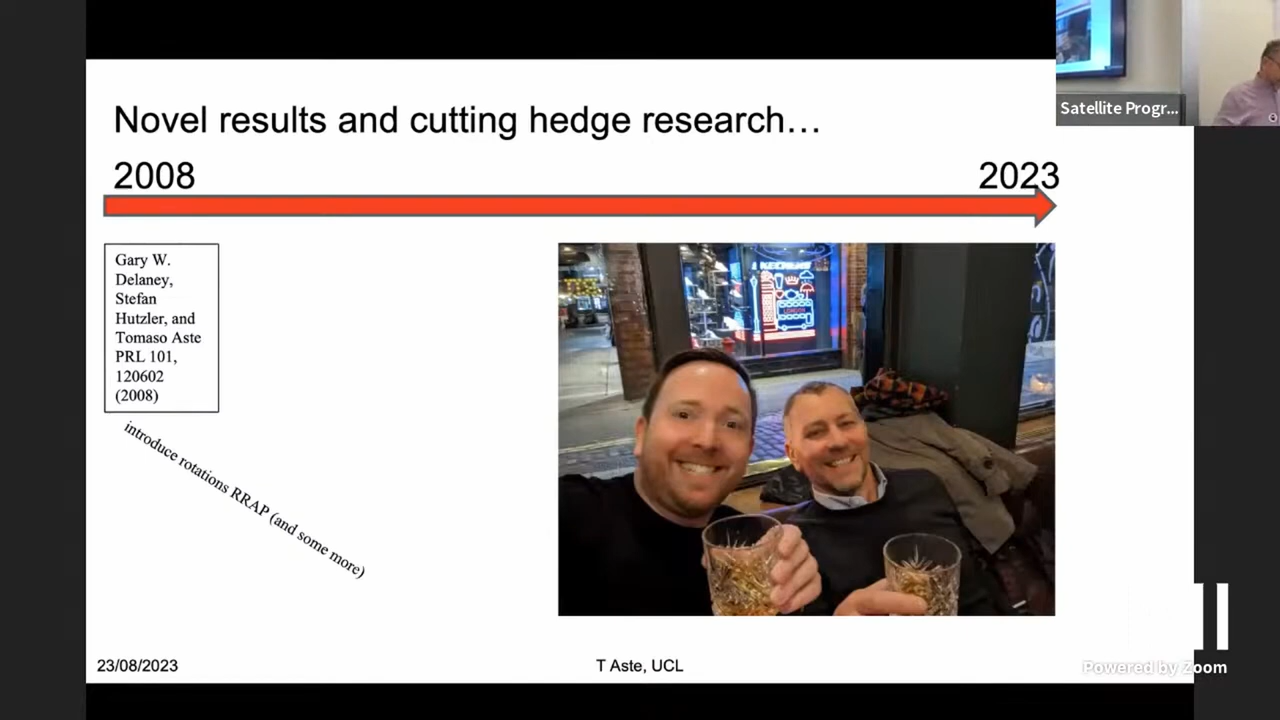 Novel results and cutting hedge research…
2008
2023
Gary W.
Delaney,
Stefan
Hutzler, and
Tomaso Aste
PRL 101,
120602
(2008)
introduce rotations RRAP (and some more)
LONDON
23/08/2023
T Aste, UCL
Satellite Progr...
Powered by Zoom